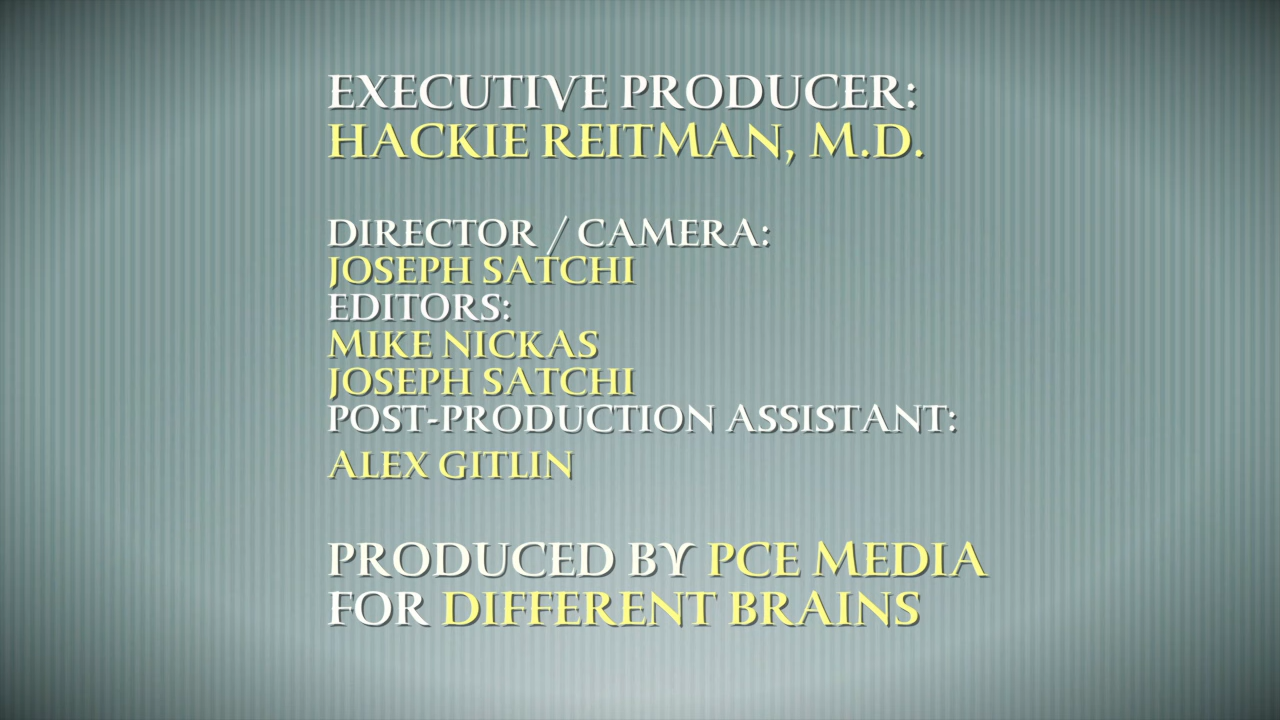 EXECUTIVE PRODUCER:
HACKIE REITMAN, M.D.
DIRECTOR / CAMERA:
JOSEPH SATCHI
EDITORS:
MIKE NICKAS
JOSEPH SATCHI
POST-PRODUCTION ASSISTANT:
ALEX GITLIN
PRODUCED BY PCE MEDIA
FOR DIFFERENT BRAINS